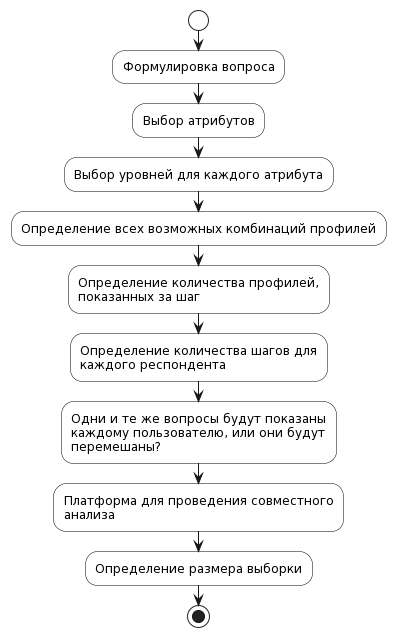 Формулировка вопроса
Выбор атрибутов
Выбор уровней для каждого атрибута
Определение всех возможных комбинаций профилей
Определение количества профилей,
показанных за шаг
Определение количества шагов для
каждого респондента
Одни и те же вопросы будут показаны
каждому пользователю, или они будут
перемешаны?
Платформа для проведения совместного
анализа
Определение размера выборки